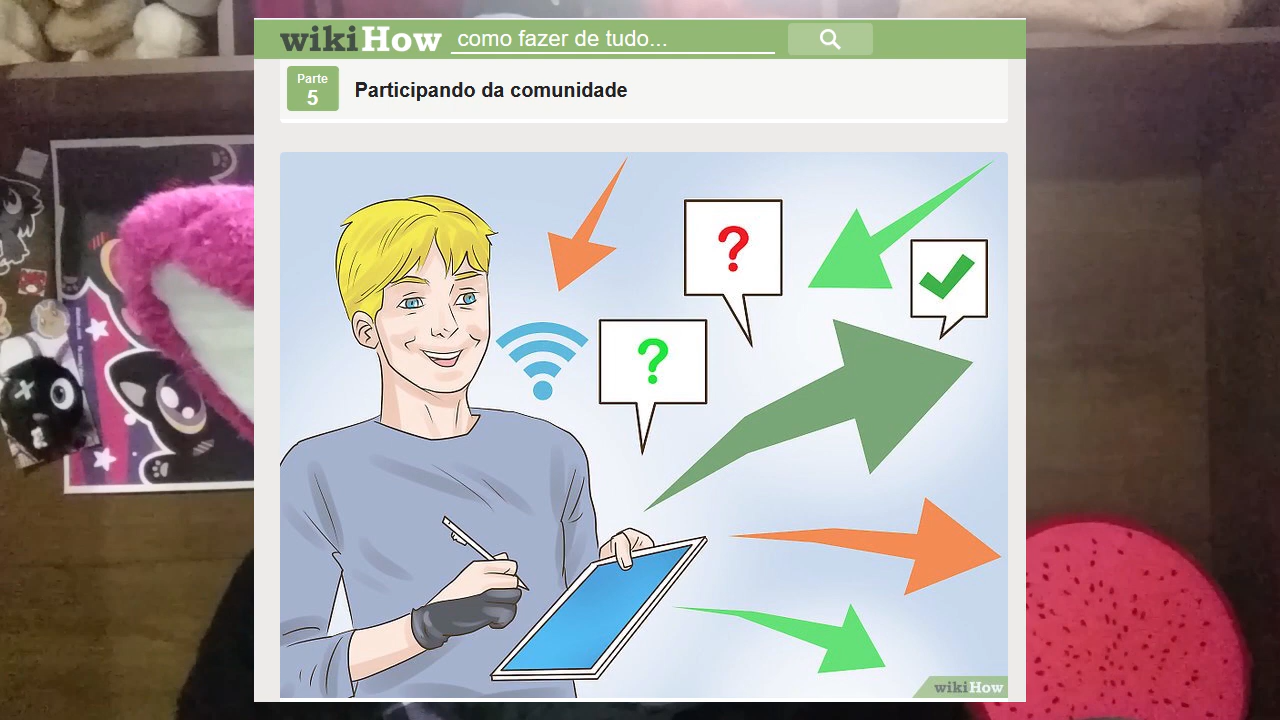 wikiHow como fazer de tudo...
Parte
5
Participando da comunidade
?
?
wikiHow